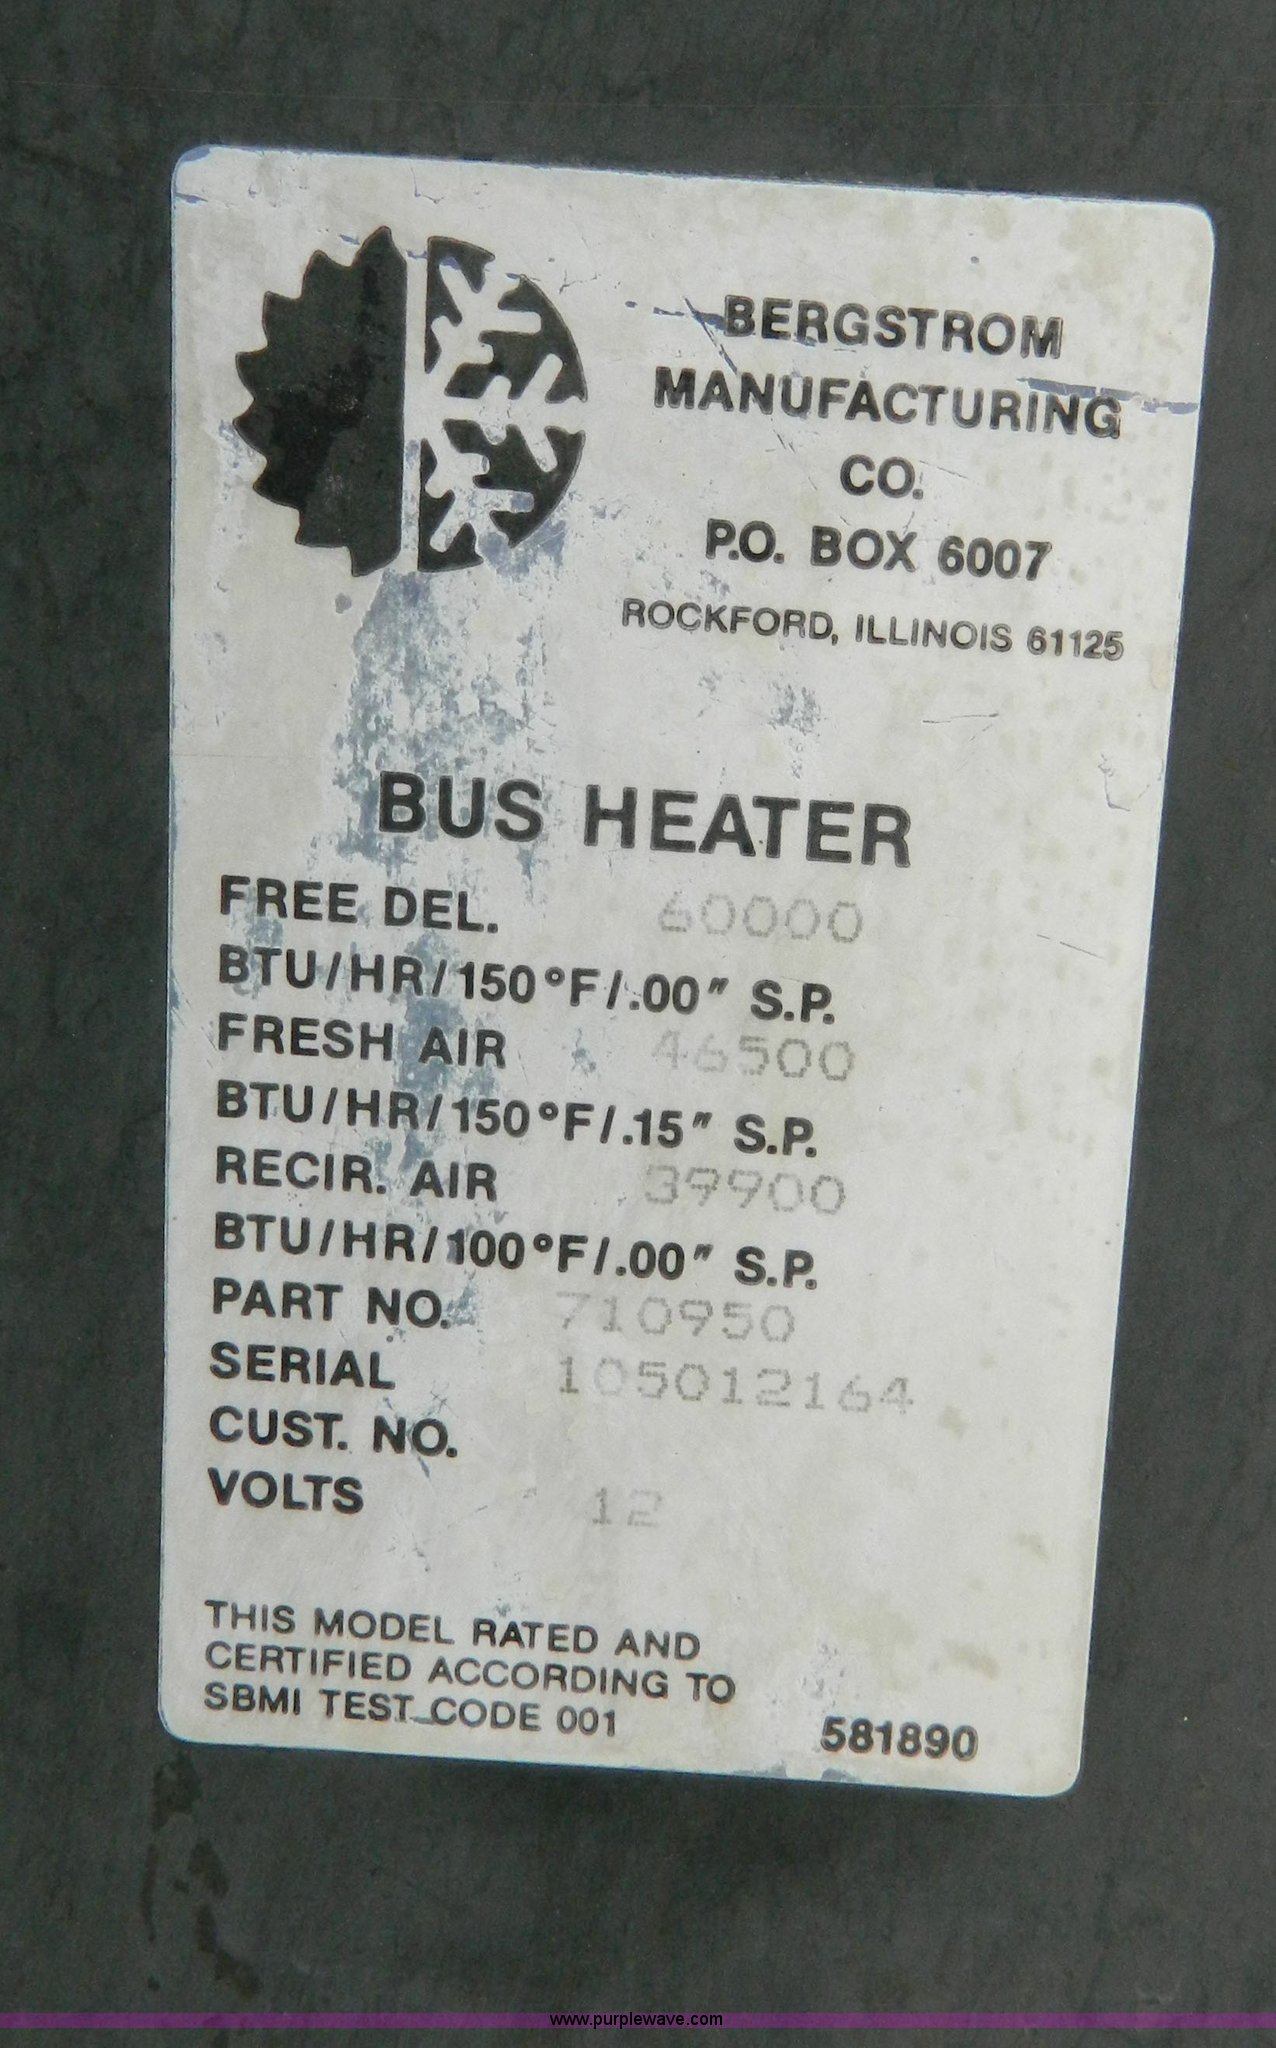 BERGSTROM
MANUFACTURING
CO.
P.O. BOX 6007
ROCKFORD, ILLINOIS 61125
BUS HEATER
FREE DEL. 60000
BTU/HR/150°F/.00" S.P.
FRESH AIR 46500
BTU/HR/150°F/.15" S.P.
RECIR. AIR 39900
BTU/HR/100°F/.00" S.P.
PART NO. 710950
SERIAL 105012164
CUST. NO.
VOLTS 12
THIS MODEL RATED AND
CERTIFIED ACCORDING TO
SBMI TEST CODE 001
581890
www.purplewave.com